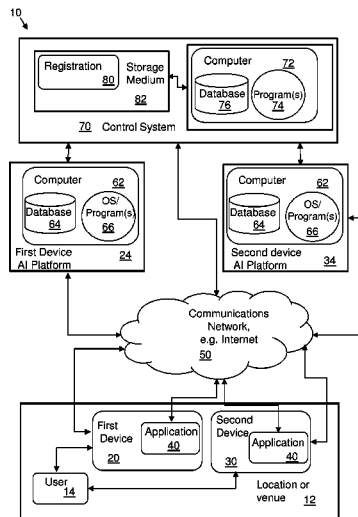 10
Registration
80
Storage
Medium
82
Computer
72
Database
76
Program(s)
74
70 Control System
Computer
62
Database
64
OS/
Program(s)
66
First Device
AI Platform
24
Computer
62
Database
64
OS/
Program(s)
66
Second device
AI Platform
34
Communications
Network,
e.g. Internet
50
First
Device
20
Application
40
Second
Device
30
Application
40
User
14
Location or
venue
12